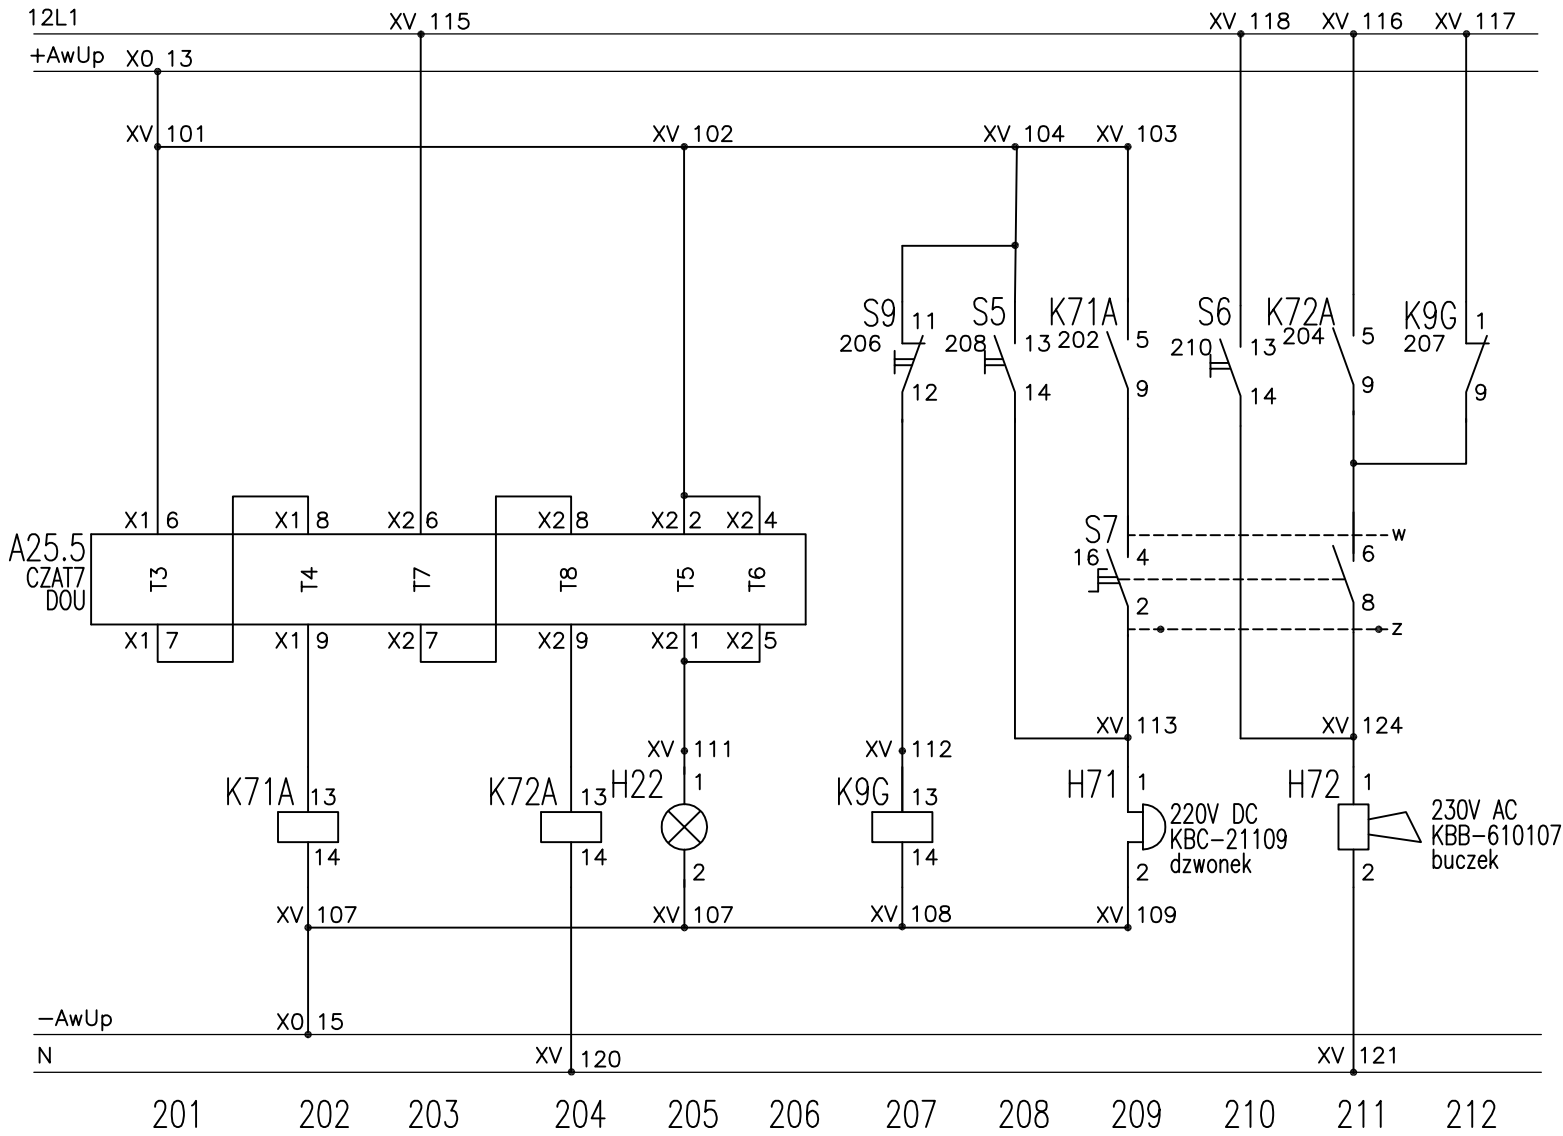 12L1
XV 115
XV 118
XV 116
XV 117
+AwUp
X0 13
XV 101
XV 102
XV 104
XV 103
S9 11
206
12
S5
208 13
14
K71A
202 5
9
S6
210 13
14
K72A
204 5
9
K9G 1
207
9
X1 6
X1 8
X2 6
X2 8
X2 2
X2 4
A25.5
CZAT7
DOU
T3
T4
T7
T8
T5
T6
X1 7
X1 9
X2 7
X2 9
X2 1
X2 5
S7
16 4
2
w
6
8
z
XV 111
XV 112
XV 113
XV 124
K71A 13
14
K72A 13
14
H22 1
2
K9G 13
14
H71 1
220V DC
KBC-21109
dzwonek
2
H72 1
230V AC
KBB-610107
buczek
2
XV 107
XV 107
XV 108
XV 109
-AwUp
X0 15
N
XV 120
XV 121
201 202 203 204 205 206 207 208 209 210 211 212